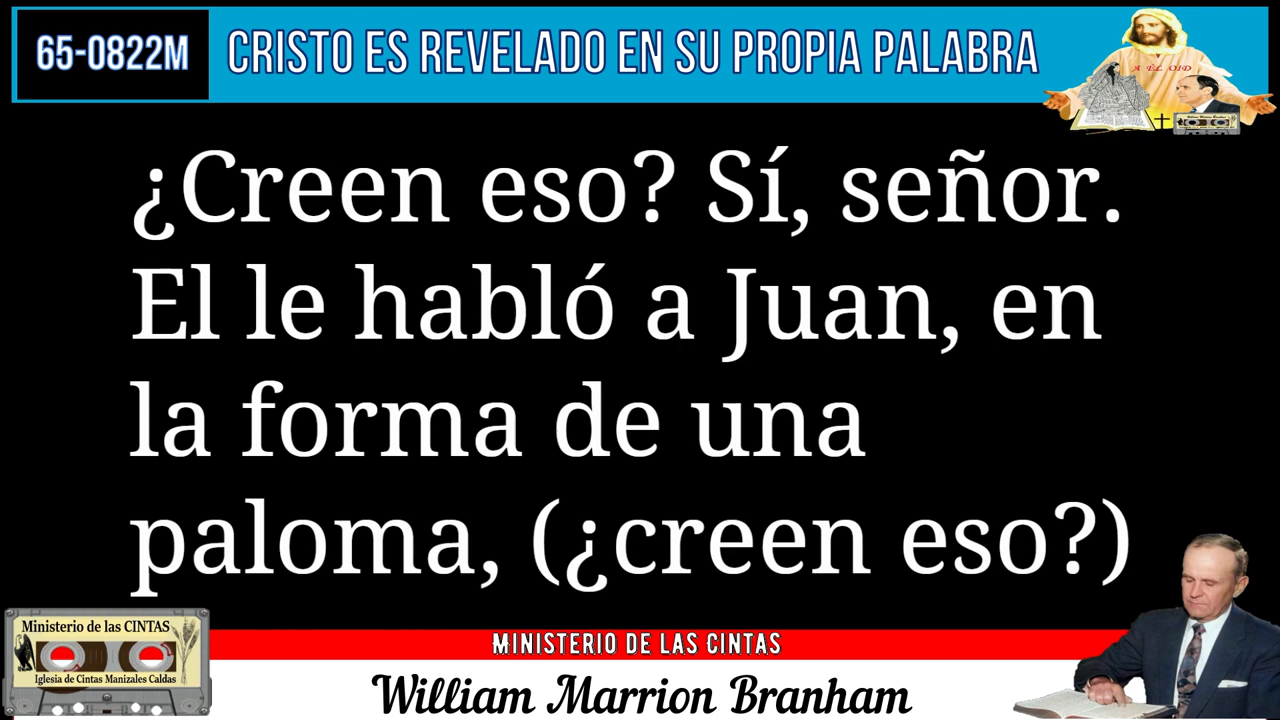 65-0822M CRISTO ES REVELADO EN SU PROPIA PALABRA
A ÉL OID
¿Creen eso? Sí, señor.
El le habló a Juan, en
la forma de una
paloma, (¿creen eso?)
Ministerio de las CINTAS
Iglesia de Cintas Manizales Caldas
MINISTERIO DE LAS CINTAS
William Marrion Branham